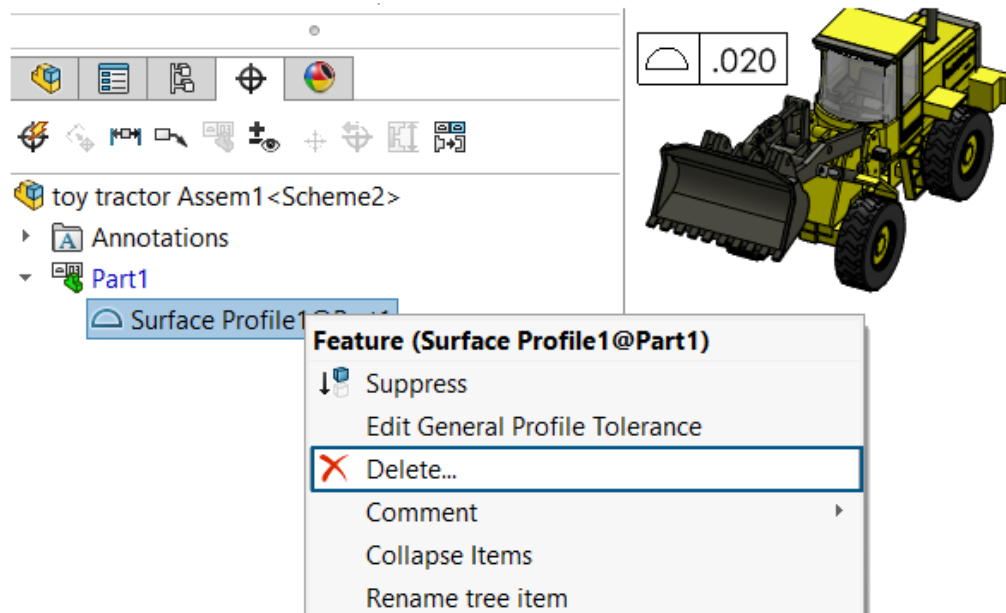 .020
toy tractor Assem1<Scheme2>
A Annotations
Part1
Surface Profile1@Part1
Feature (Surface Profile1@Part1)
Suppress
Edit General Profile Tolerance
Delete...
Comment
Collapse Items
Rename tree item